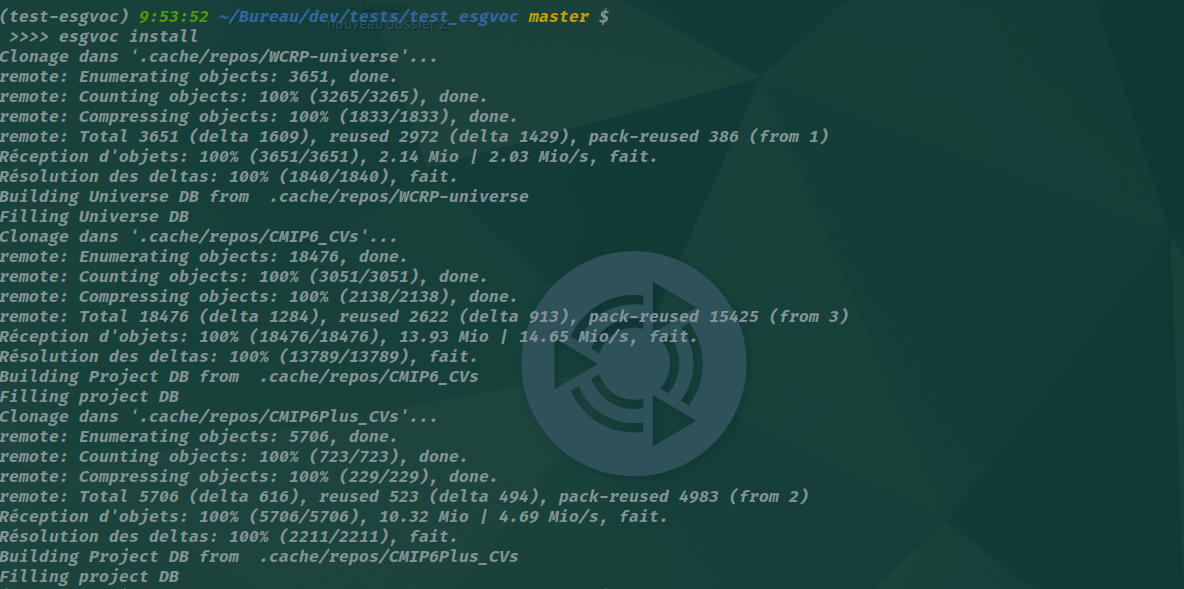 (test-esgvoc) 9:53:52 ~/Bureau/dev/tests/test_esgvoc master $
nouveau dossier 2
>>>> esgvoc install
Clonage dans '.cache/repos/WCRP-universe'...
remote: Enumerating objects: 3651, done.
remote: Counting objects: 100% (3265/3265), done.
remote: Compressing objects: 100% (1833/1833), done.
remote: Total 3651 (delta 1609), reused 2972 (delta 1429), pack-reused 386 (from 1)
Réception d'objets: 100% (3651/3651), 2.14 Mio | 2.03 Mio/s, fait.
Résolution des deltas: 100% (1840/1840), fait.
Building Universe DB from  .cache/repos/WCRP-universe
Filling Universe DB
Clonage dans '.cache/repos/CMIP6_CVs'...
remote: Enumerating objects: 18476, done.
remote: Counting objects: 100% (3051/3051), done.
remote: Compressing objects: 100% (2138/2138), done.
remote: Total 18476 (delta 1284), reused 2622 (delta 913), pack-reused 15425 (from 3)
Réception d'objets: 100% (18476/18476), 13.93 Mio | 14.65 Mio/s, fait.
Résolution des deltas: 100% (13789/13789), fait.
Building Project DB from  .cache/repos/CMIP6_CVs
Filling project DB
Clonage dans '.cache/repos/CMIP6Plus_CVs'...
remote: Enumerating objects: 5706, done.
remote: Counting objects: 100% (723/723), done.
remote: Compressing objects: 100% (229/229), done.
remote: Total 5706 (delta 616), reused 523 (delta 494), pack-reused 4983 (from 2)
Réception d'objets: 100% (5706/5706), 10.32 Mio | 4.69 Mio/s, fait.
Résolution des deltas: 100% (2211/2211), fait.
Building Project DB from  .cache/repos/CMIP6Plus_CVs
Filling project DB